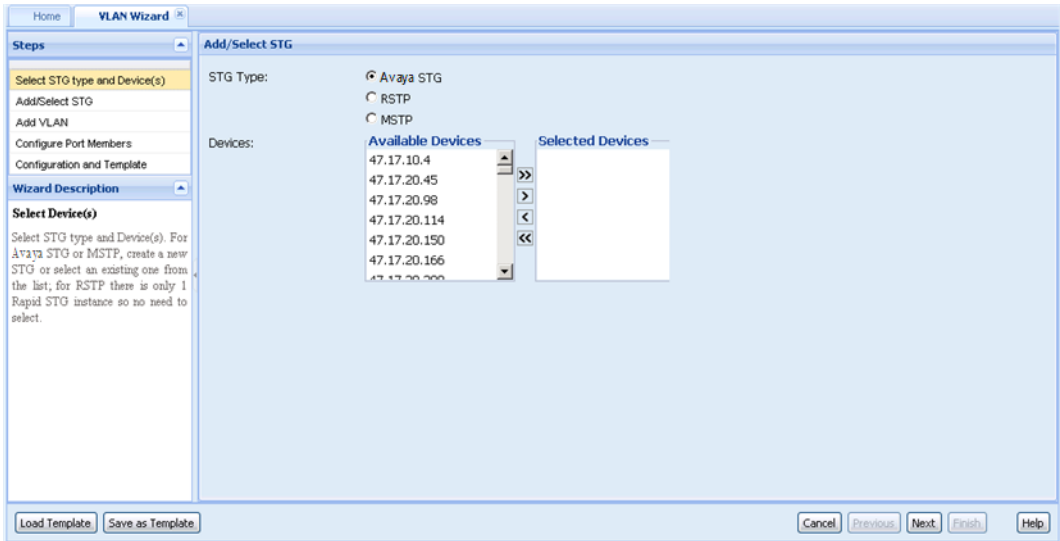 Home
VLAN Wizard
Steps
Select STG type and Device(s)
Add/Select STG
Add VLAN
Configure Port Members
Configuration and Template
Wizard Description
Select Device(s)
Select STG type and Device(s). For
Avaya STG or MSTP, create a new
STG or select an existing one from
the list; for RSTP there is only 1
Rapid STG instance so no need to
select.
Add/Select STG
STG Type:
Avaya STG
RSTP
MSTP
Devices:
Available Devices
47.17.10.4
47.17.20.45
47.17.20.98
47.17.20.114
47.17.20.150
47.17.20.166
>>
>
<
<<
Selected Devices
Load Template
Save as Template
Cancel
Previous
Next
Finish
Help